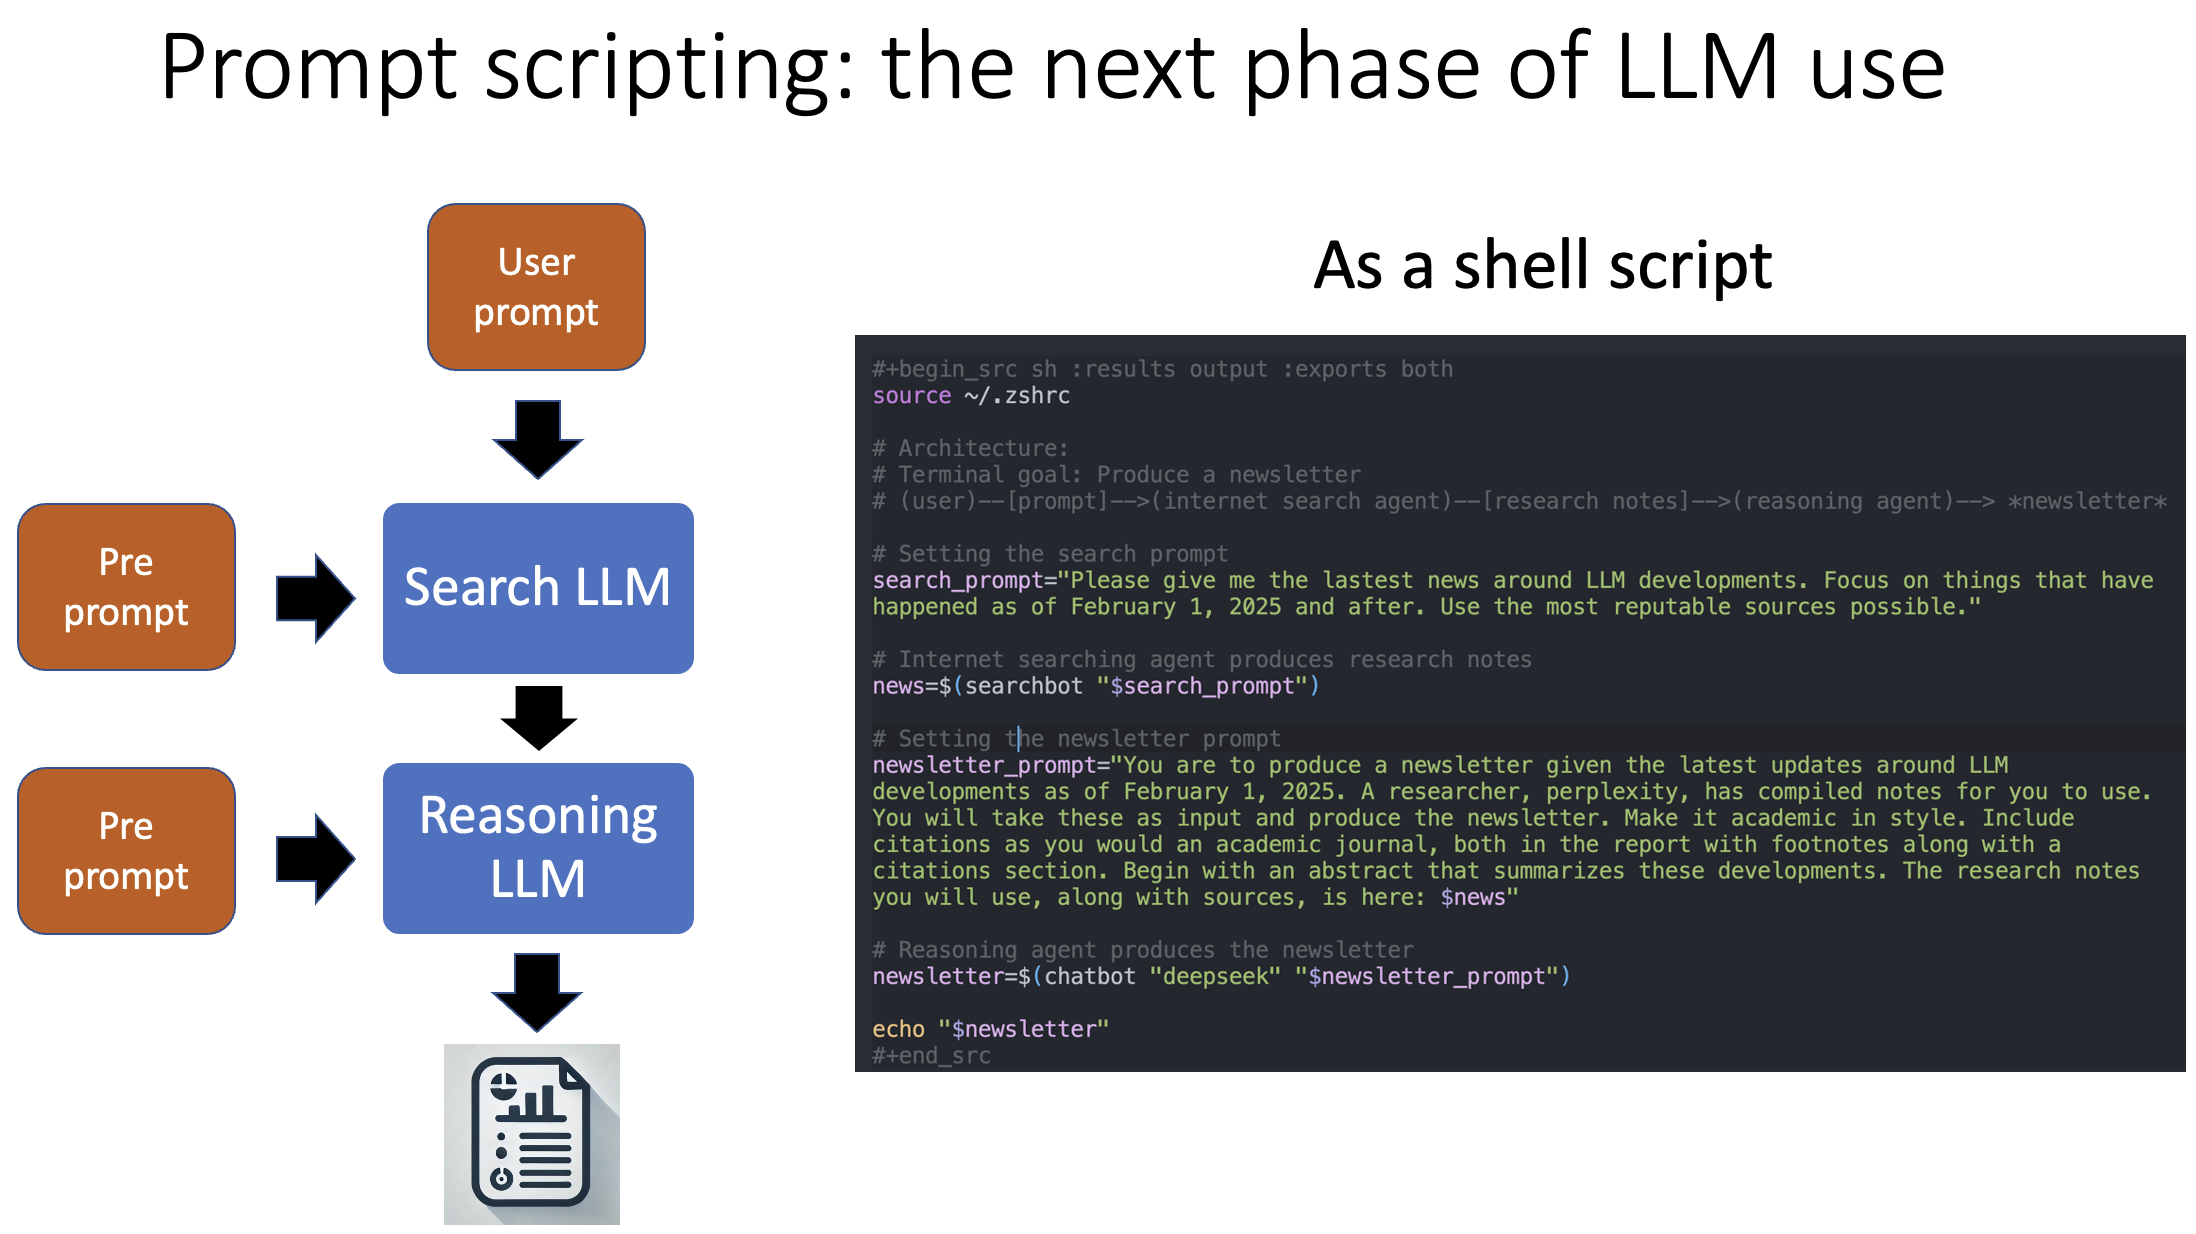 Prompt scripting: the next phase of LLM use
User
prompt
Pre
prompt
Search LLM
Pre
prompt
Reasoning
LLM
As a shell script
#+begin_src sh :results output :exports both
source ~/.zshrc
# Architecture:
# Terminal goal: Produce a newsletter
# (user)--[prompt]-->(internet search agent)--[research notes]-->(reasoning agent)--> *newsletter*
# Setting the search prompt
search_prompt="Please give me the lastest news around LLM developments. Focus on things that have
happened as of February 1, 2025 and after. Use the most reputable sources possible."
# Internet searching agent produces research notes
news=$(searchbot "$search_prompt")
# Setting the newsletter prompt
newsletter_prompt="You are to produce a newsletter given the latest updates around LLM
developments as of February 1, 2025. A researcher, perplexity, has compiled notes for you to use.
You will take these as input and produce the newsletter. Make it academic in style. Include
citations as you would an academic journal, both in the report with footnotes along with a
citations section. Begin with an abstract that summarizes these developments. The research notes
you will use, along with sources, is here: $news"
# Reasoning agent produces the newsletter
newsletter=$(chatbot "deepseek" "$newsletter_prompt")
echo "$newsletter"
#+end_src